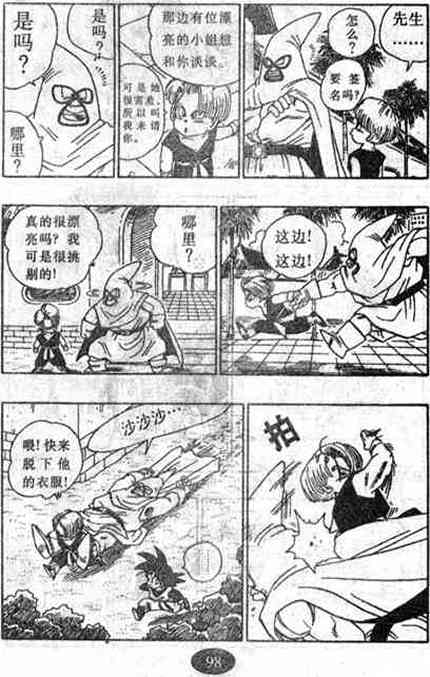 先生
……
怎么？
要签
名吗？
那边有位漂
亮的小姐想
和你谈谈。
可是她
很害羞，
所以叫
我来请
你。
是吗？
是吗？
哪里？
这边！
这边！
哪里？
真的很漂
亮吗？我
可是很挑
剔的！
拍
沙沙沙…
喂！快来
脱下他
的衣服！
……
98